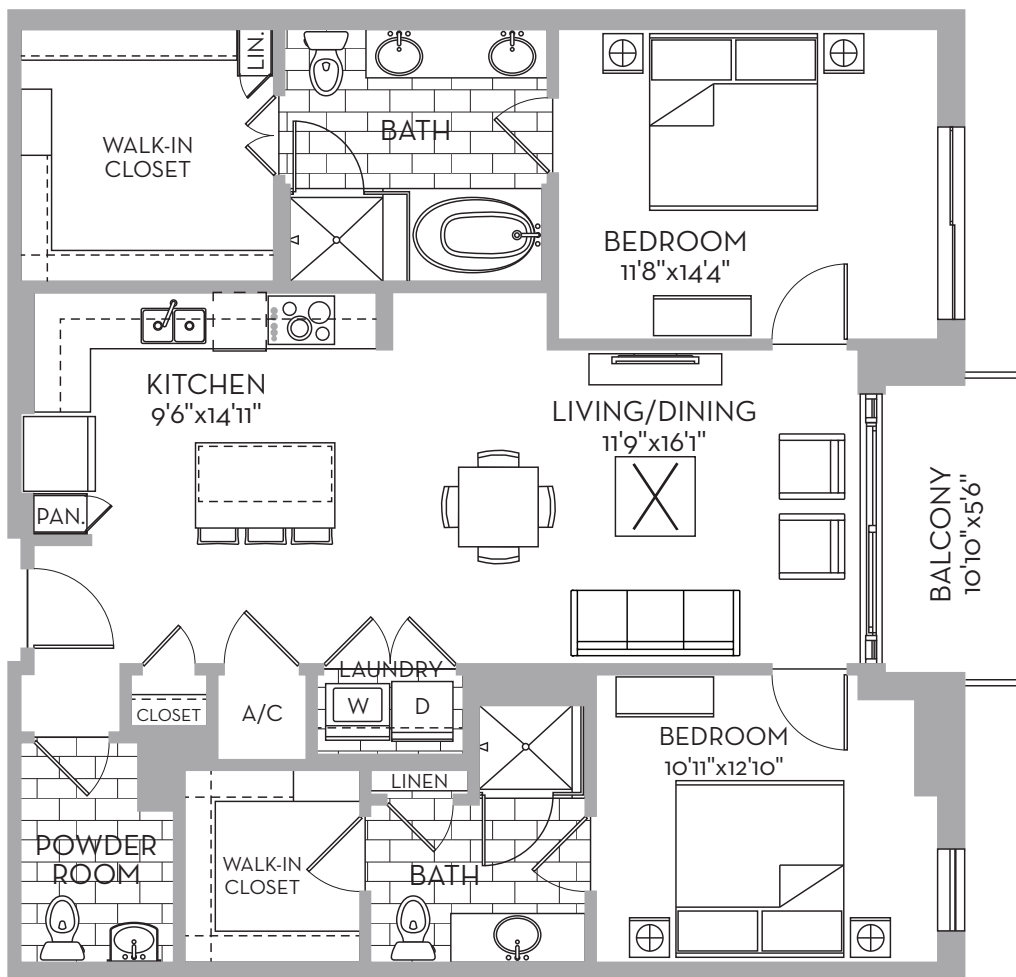 LIN.
WALK-IN
CLOSET
BATH
BEDROOM
11'8"x14'4"
KITCHEN
9'6"x14'11"
LIVING/DINING
11'9"x16'1"
PAN.
BALCONY
10'10"x5'6"
LAUNDRY
CLOSET
A/C
W
D
BEDROOM
10'11"x12'10"
LINEN
POWDER
ROOM
WALK-IN
CLOSET
BATH